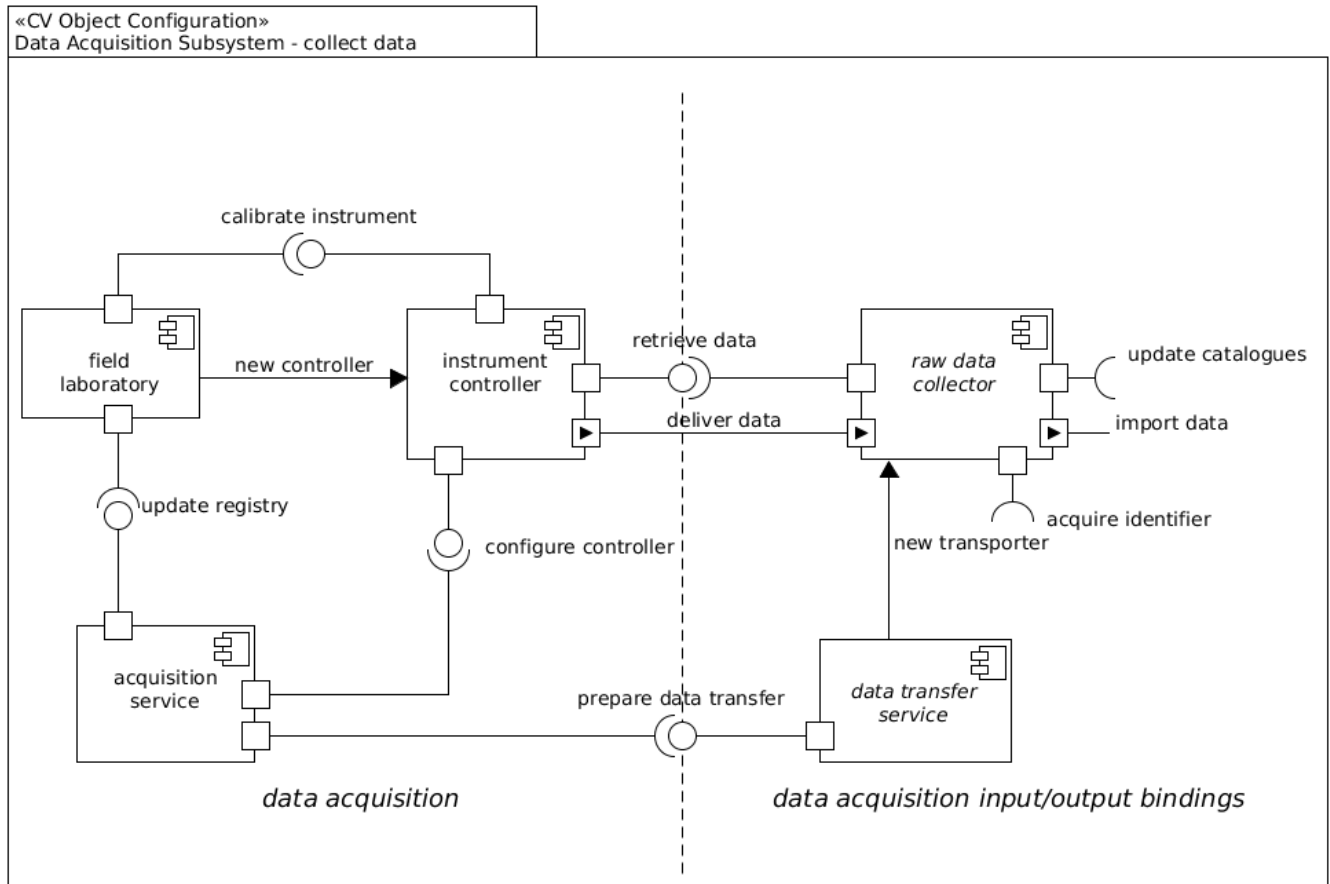 «CV Object Configuration»
Data Acquisition Subsystem - collect data
calibrate instrument
field
laboratory
new controller
instrument
controller
retrieve data
deliver data
raw data
collector
update catalogues
import data
acquire identifier
new transporter
update registry
configure controller
acquisition
service
prepare data transfer
data transfer
service
data acquisition
data acquisition input/output bindings